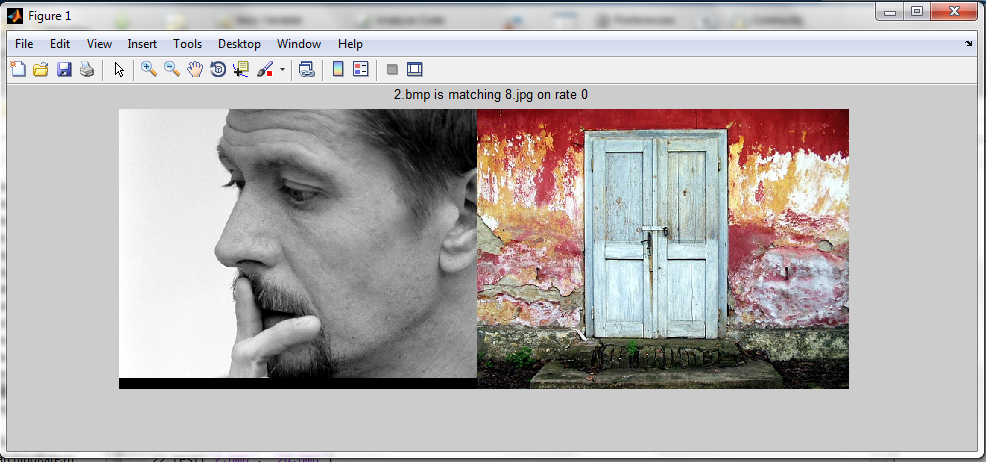 Figure 1
File Edit View Insert Tools Desktop Window Help
2.bmp is matching 8.jpg on rate 0